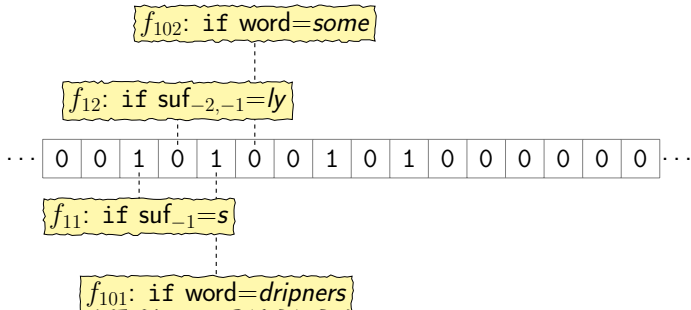 f₁₀₂: if word=some
f₁₂: if suf₋₂,₋₁=ly
··· 0 0 1 0 1 0 0 1 0 1 0 0 0 0 0 0 ···
f₁₁: if suf₋₁=s
f₁₀₁: if word=dripners